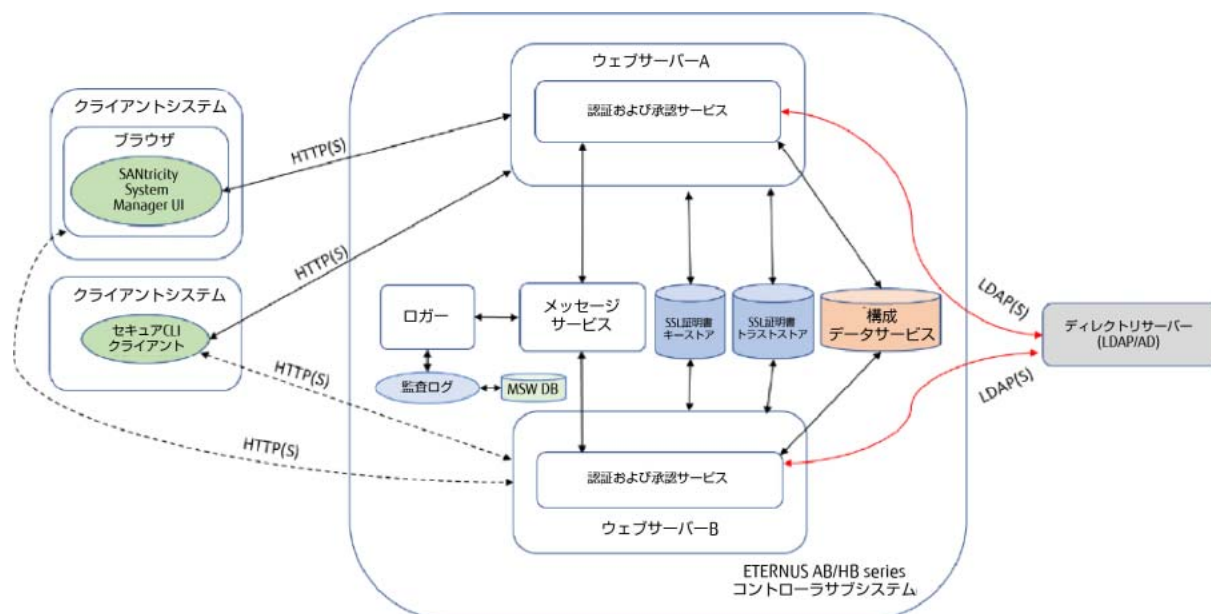 ウェブサーバーA
認証および承認サービス
クライアントシステム
ブラウザ
SANtricity
System
Manager UI
HTTP(S)
HTTP(S)
クライアントシステム
セキュアCLI
クライアント
ロガー
メッセージ
サービス
SSL証明書
キーストア
SSL証明書
トラストストア
構成
データサービス
LDAP(S)
ディレクトリサーバー
(LDAP/AD)
LDAP(S)
HTTP(S)
監査ログ
MSW DB
HTTP(S)
認証および承認サービス
ウェブサーバーB
ETERNUS AB/HB series
コントローラサブシステム